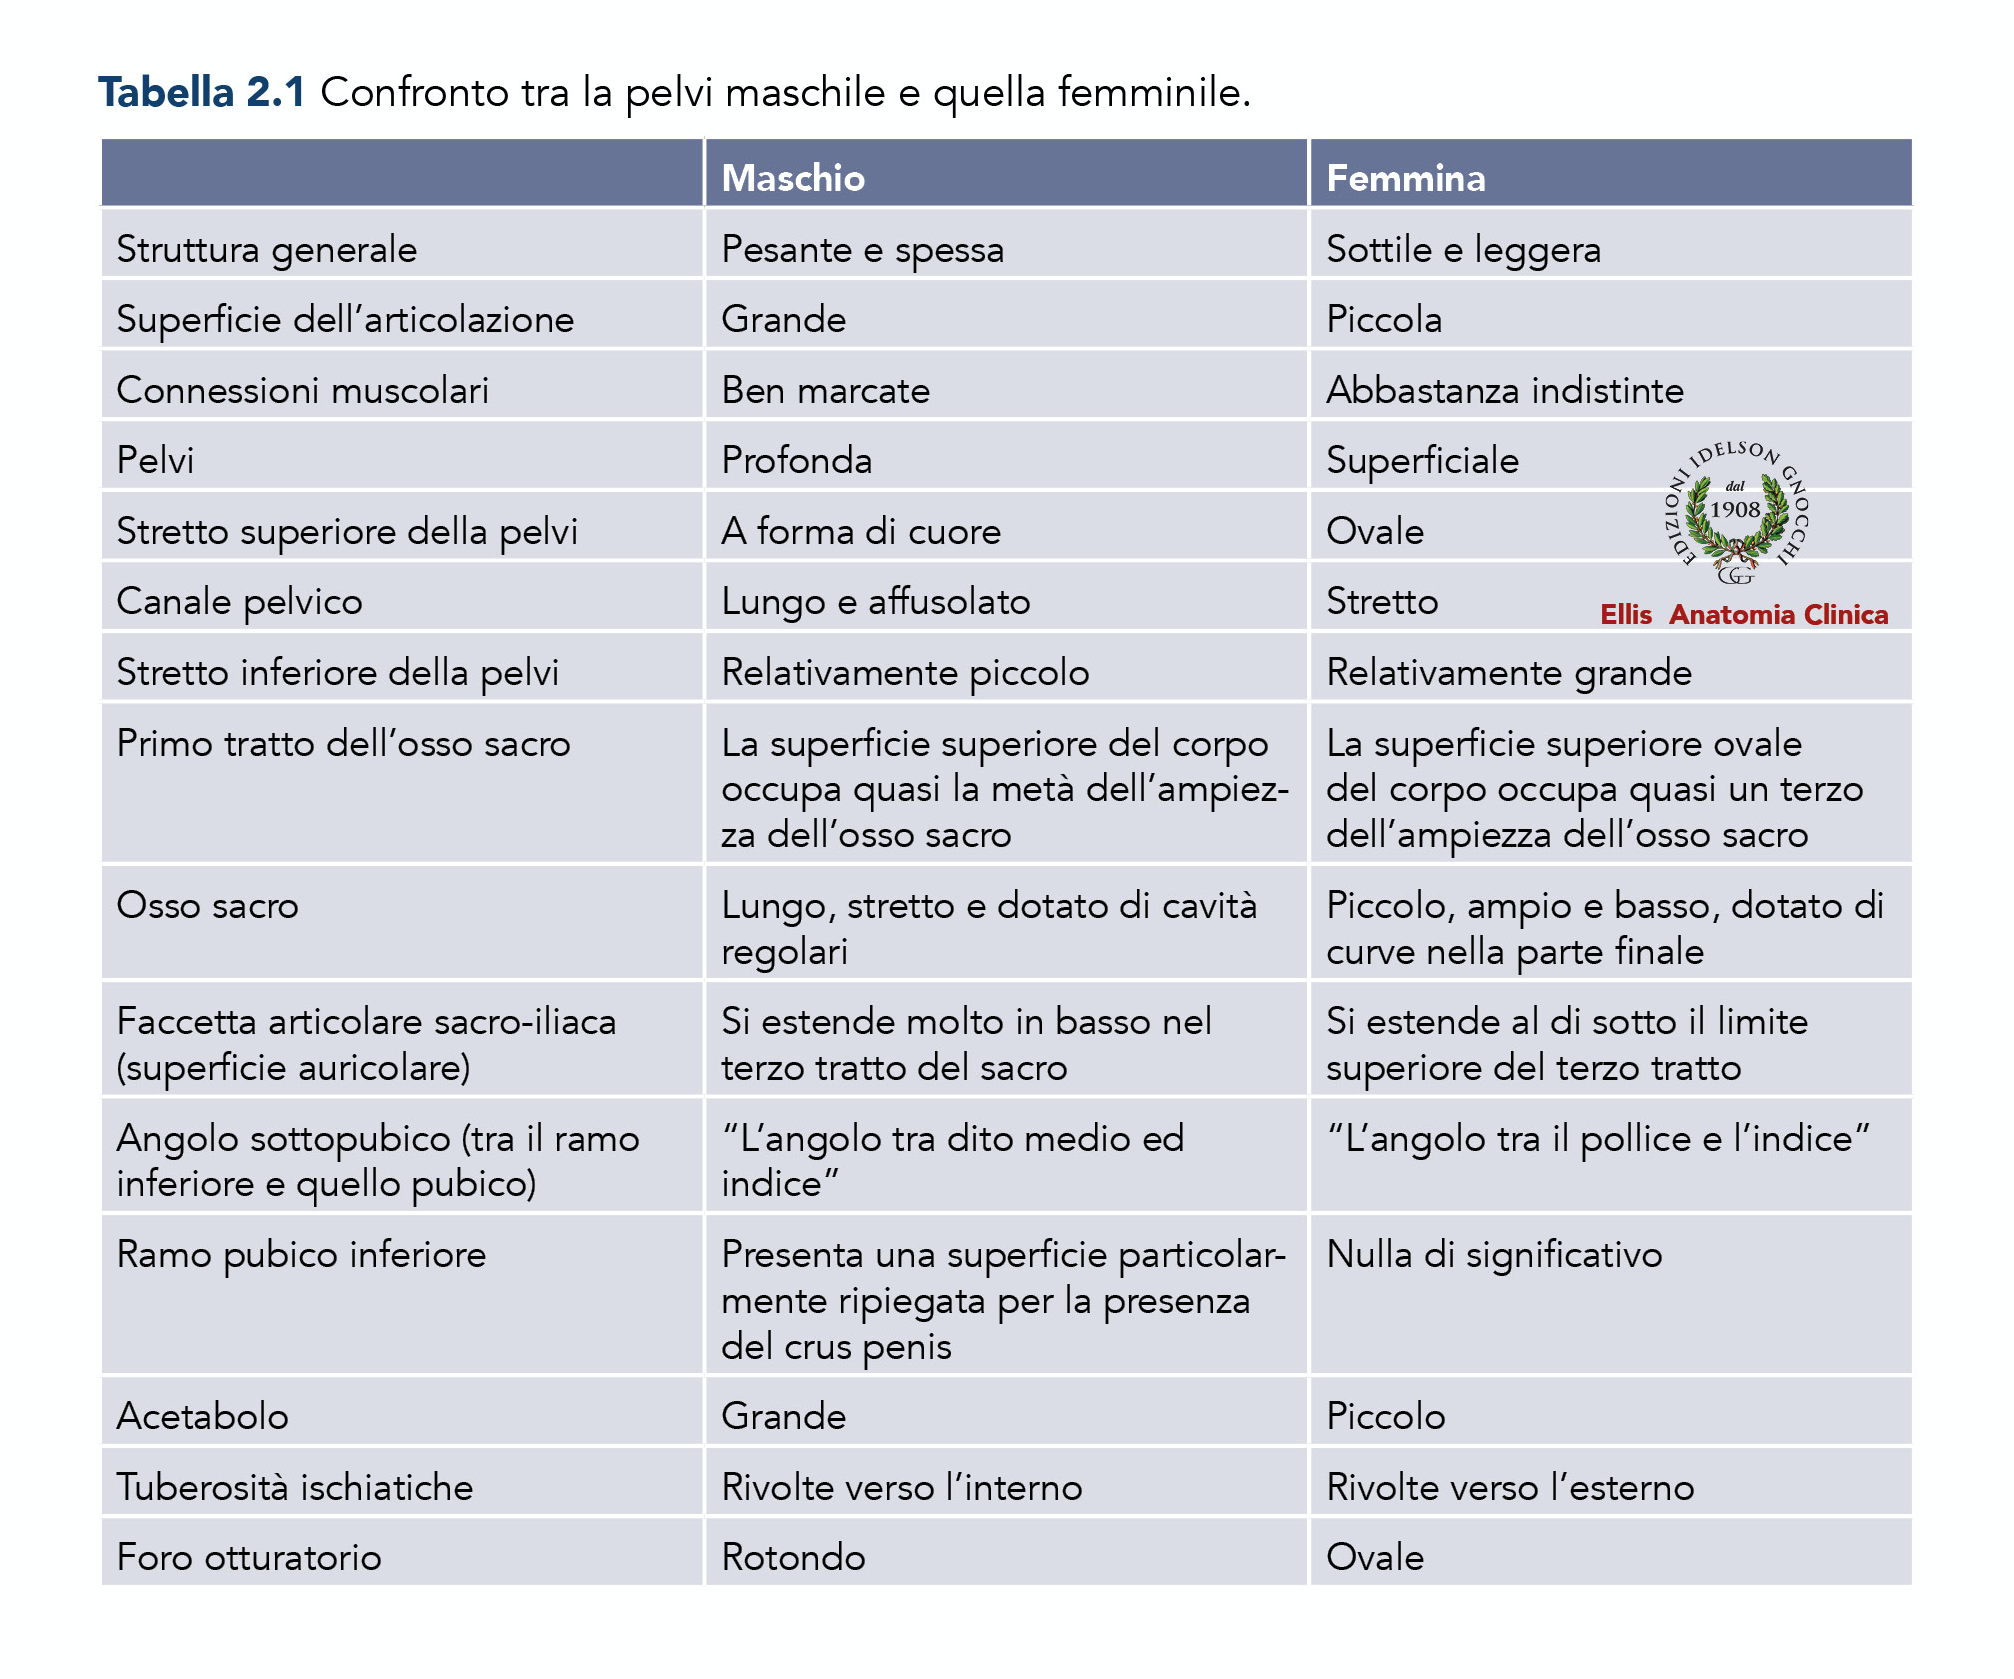 Tabella 2.1 Confronto tra la pelvi maschile e quella femminile.
Maschio Femmina
Struttura generale Pesante e spessa Sottile e leggera
Superficie dell’articolazione Grande Piccola
Connessioni muscolari Ben marcate Abbastanza indistinte
Pelvi Profonda Superficiale
Stretto superiore della pelvi A forma di cuore Ovale
EDIZIONI IDELSON GNOCCHI
dal
1908
Canale pelvico Lungo e affusolato Stretto
Ellis Anatomia Clinica
Stretto inferiore della pelvi Relativamente piccolo Relativamente grande
Primo tratto dell’osso sacro La superficie superiore del corpo La superficie superiore ovale
occupa quasi la metà dell’ampiez- del corpo occupa quasi un terzo
za dell’osso sacro dell’ampiezza dell’osso sacro
Osso sacro Lungo, stretto e dotato di cavità Piccolo, ampio e basso, dotato di
regolari curve nella parte finale
Faccetta articolare sacro-iliaca Si estende molto in basso nel Si estende al di sotto il limite
(superficie auricolare) terzo tratto del sacro superiore del terzo tratto
Angolo sottopubico (tra il ramo “L’angolo tra dito medio ed “L’angolo tra il pollice e l’indice”
inferiore e quello pubico) indice”
Ramo pubico inferiore Presenta una superficie particolar- Nulla di significativo
mente ripiegata per la presenza
del crus penis
Acetabolo Grande Piccolo
Tuberosità ischiatiche Rivolte verso l’interno Rivolte verso l’esterno
Foro otturatorio Rotondo Ovale